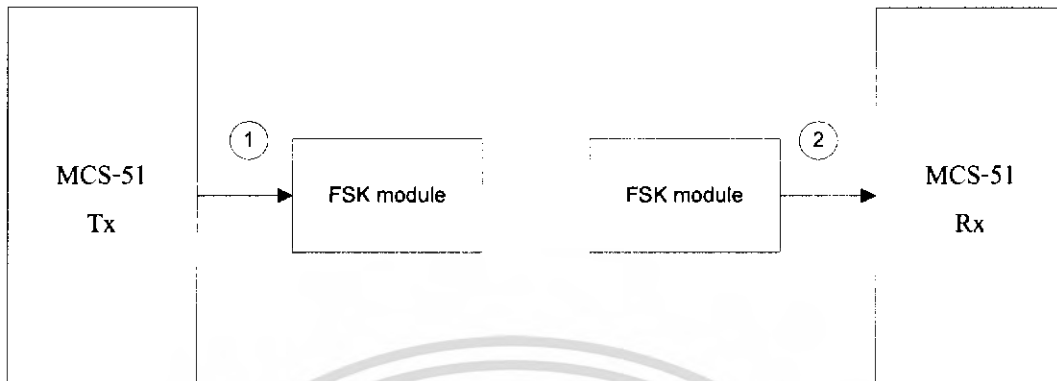 MCS-51
Tx
1
FSK module
FSK module
2
MCS-51
Rx